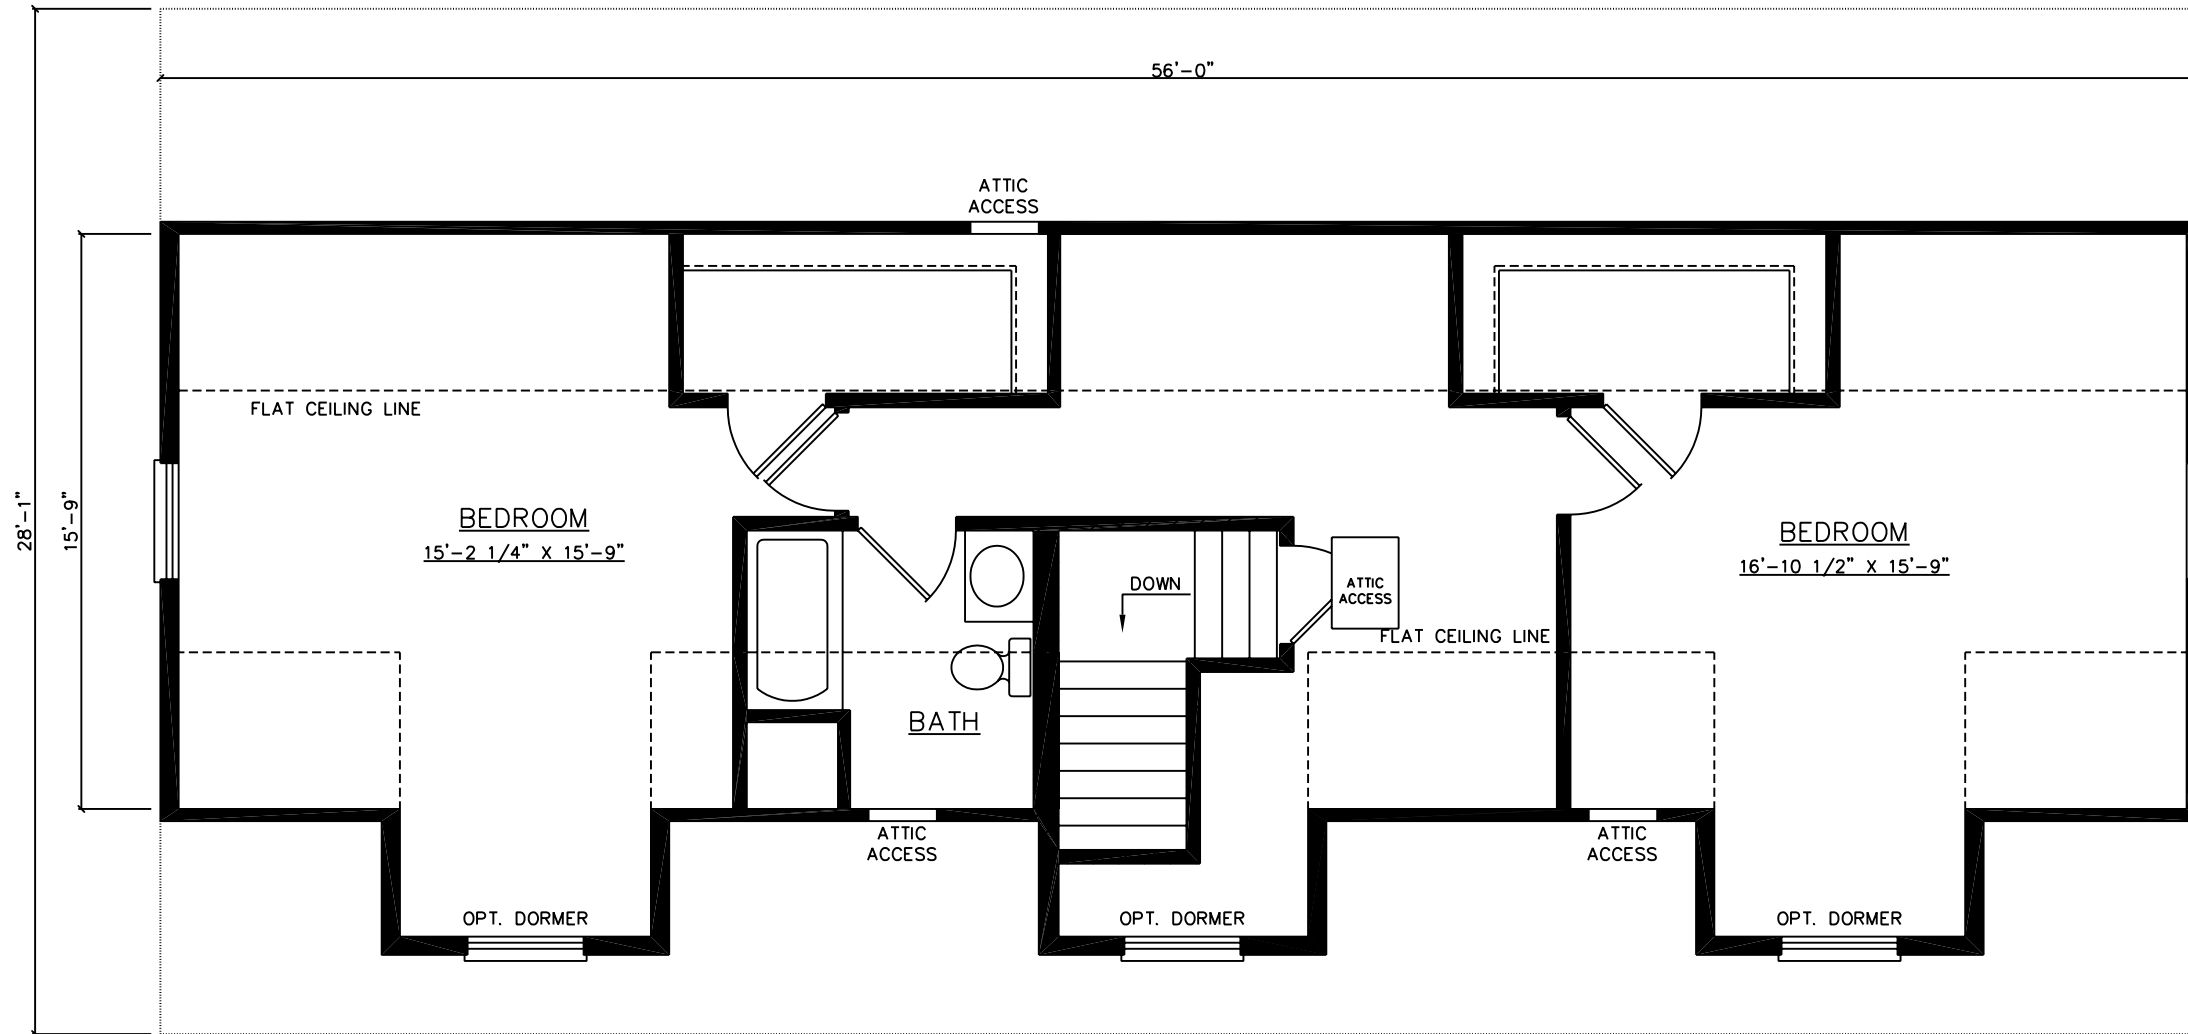 56'-0"
ATTIC
ACCESS
FLAT CEILING LINE
28'-1"
15'-9"
BEDROOM
15'-2 1/4" X 15'-9"
BEDROOM
16'-10 1/2" X 15'-9"
DOWN
ATTIC
ACCESS
FLAT CEILING LINE
BATH
ATTIC
ACCESS
ATTIC
ACCESS
OPT. DORMER
OPT. DORMER
OPT. DORMER